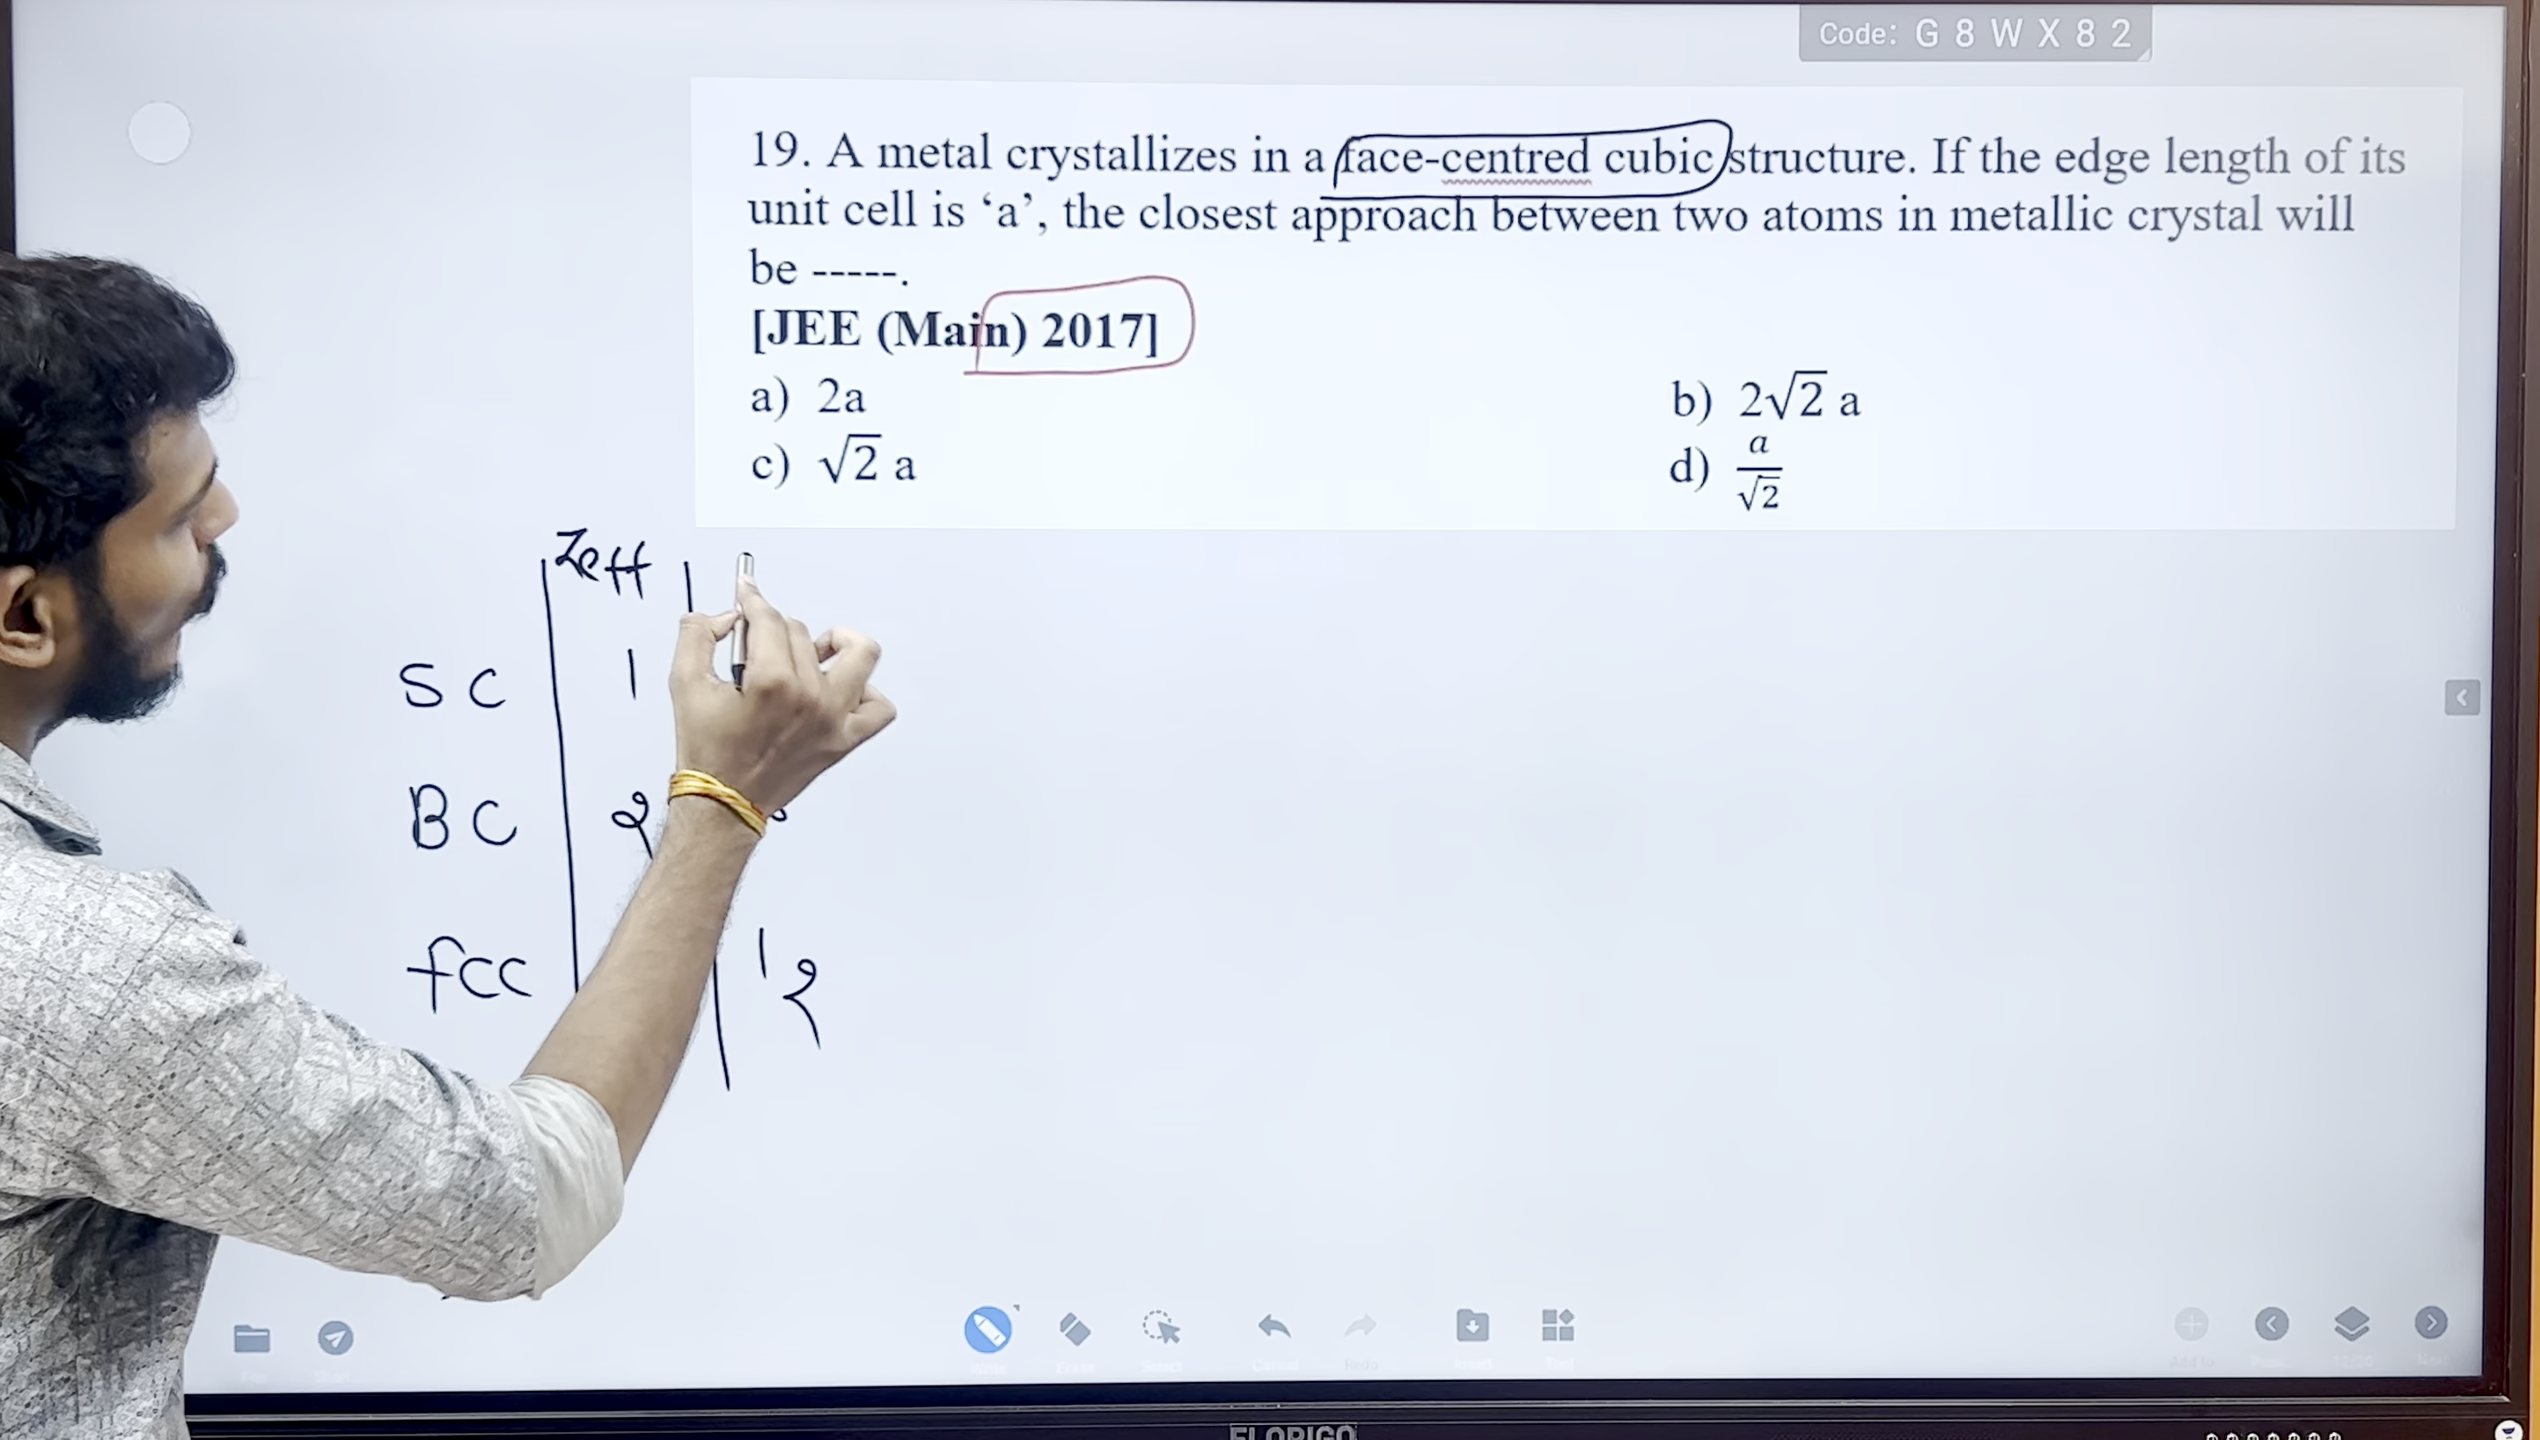 Code: G 8 W X 8 2
19. A metal crystallizes in a face-centred cubic structure. If the edge length of its
unit cell is ‘a’, the closest approach between two atoms in metallic crystal will
be -----.
[JEE (Main) 2017]
a) 2a
b) 2√2 a
c) √2 a
d) a/√2
Zeff
SC 1
BC 2
fcc 12